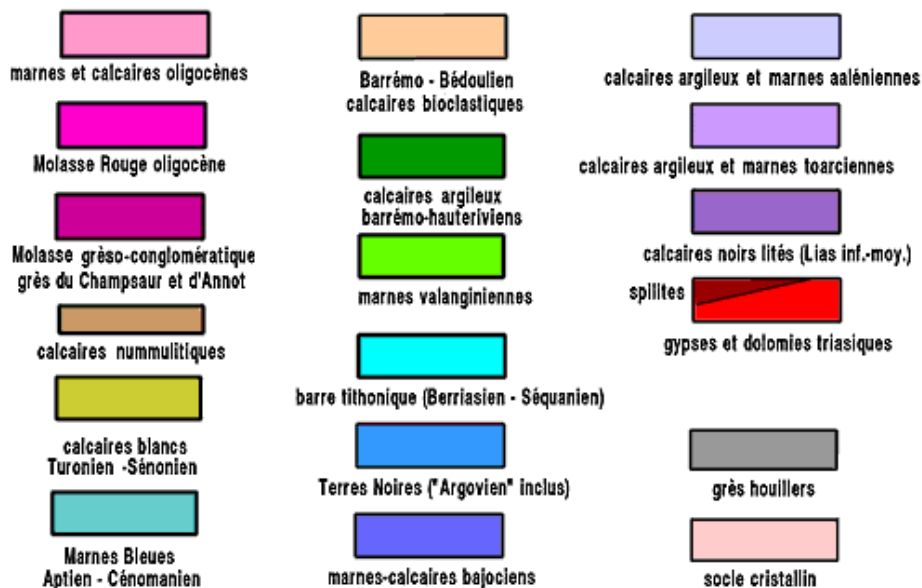 marnes et calcaires oligocènes
Molasse Rouge oligocène
Molasse grèso-conglomératique
grès du Champsaur et d'Annot
calcaires nummulitiques
calcaires blancs
Turonien -Sénonien
Marnes Bleues
Aptien - Cénomanien
Barrémo - Bédoulien
calcaires bioclastiques
calcaires argileux
barrémo-hauteriviens
marnes valanginiennes
barre tithonique (Berriasien - Séquanien)
Terres Noires ("Argovien" inclus)
marnes-calcaires bajociens
calcaires argileux et marnes aaléniennes
calcaires argileux et marnes toarciennes
calcaires noirs lités (Lias inf.-moy.)
spilites
gypses et dolomies triasiques
grès houillers
socle cristallin